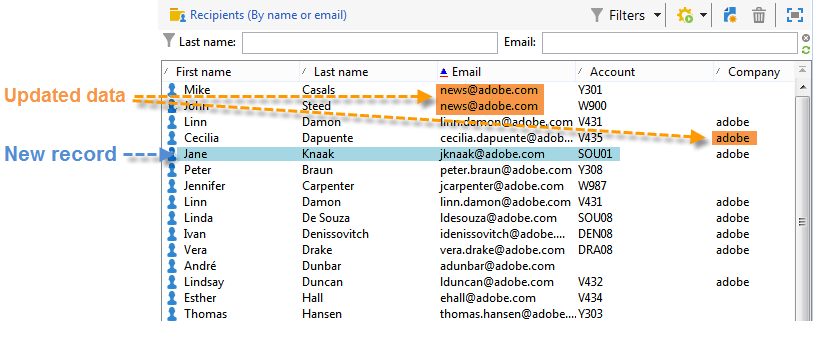 Recipients (By name or email) Filters
Last name: Email:
First name Last name Email Account Company
Mike Casals news@adobe.com Y301
Updated data
John Steed news@adobe.com W900
Linn Damon linn.damon@adobe.com V431 adobe
Cecilia Dapuente cecilia.dapuente@adobe... V435 adobe
New record
Jane Knaak jknaak@adobe.com SOU01 adobe
Peter Braun peter.braun@adobe.com Y308
Jennifer Carpenter jcarpenter@adobe.com W987
Linn Damon linn.damon@adobe.com V431 adobe
Linda De Souza ldesouza@adobe.com SOU08 adobe
Ivan Denissovitch idenissovitch@adobe.... DEN08 adobe
Vera Drake vera.drake@adobe.com DRA08 adobe
André Dunbar adunbar@adobe.com
Lindsay Duncan lduncan@adobe.com V432 adobe
Esther Hall ehall@adobe.com V434
Thomas Hansen thomas.hansen@adobe.... Y303